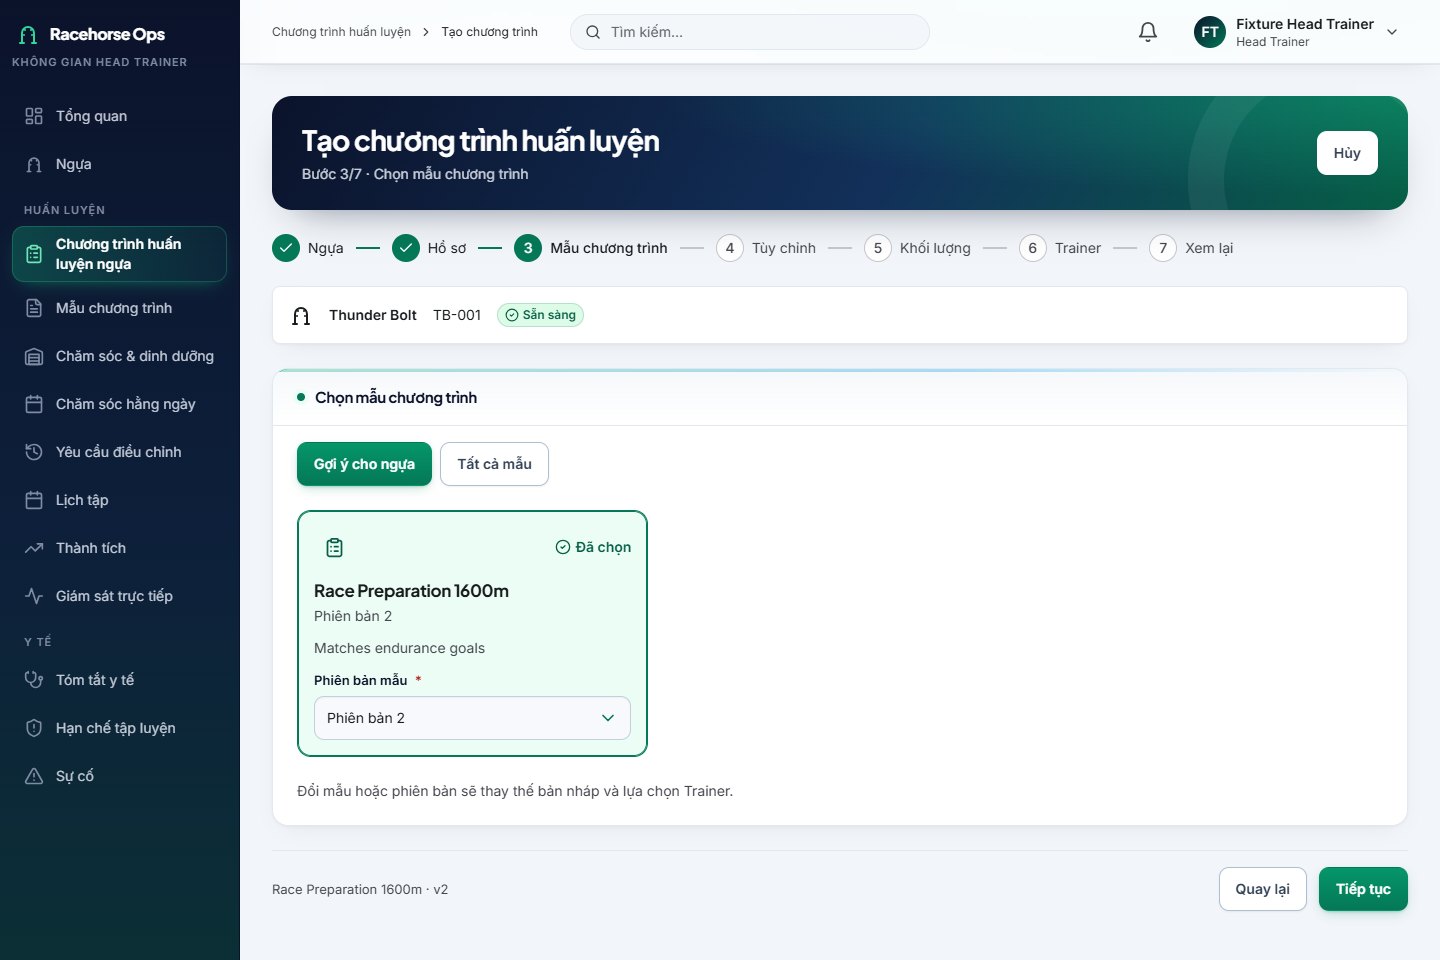 Racehorse Ops
KHÔNG GIAN HEAD TRAINER
Tổng quan
Ngựa
HUẤN LUYỆN
Chương trình huấn
luyện ngựa
Mẫu chương trình
Chăm sóc & dinh dưỡng
Chăm sóc hằng ngày
Yêu cầu điều chỉnh
Lịch tập
Thành tích
Giám sát trực tiếp
Y TẾ
Tóm tắt y tế
Hạn chế tập luyện
Sự cố
Chương trình huấn luyện
Tạo chương trình
Tìm kiếm...
FT
Fixture Head Trainer
Head Trainer
Tạo chương trình huấn luyện
Bước 3/7 · Chọn mẫu chương trình
Hủy
Ngựa
Hồ sơ
3 Mẫu chương trình
4 Tùy chỉnh
5 Khối lượng
6 Trainer
7 Xem lại
Thunder Bolt TB-001 Sẵn sàng
Chọn mẫu chương trình
Gợi ý cho ngựa
Tất cả mẫu
Đã chọn
Race Preparation 1600m
Phiên bản 2
Matches endurance goals
Phiên bản mẫu *
Phiên bản 2
Đổi mẫu hoặc phiên bản sẽ thay thế bản nháp và lựa chọn Trainer.
Race Preparation 1600m · v2
Quay lại
Tiếp tục